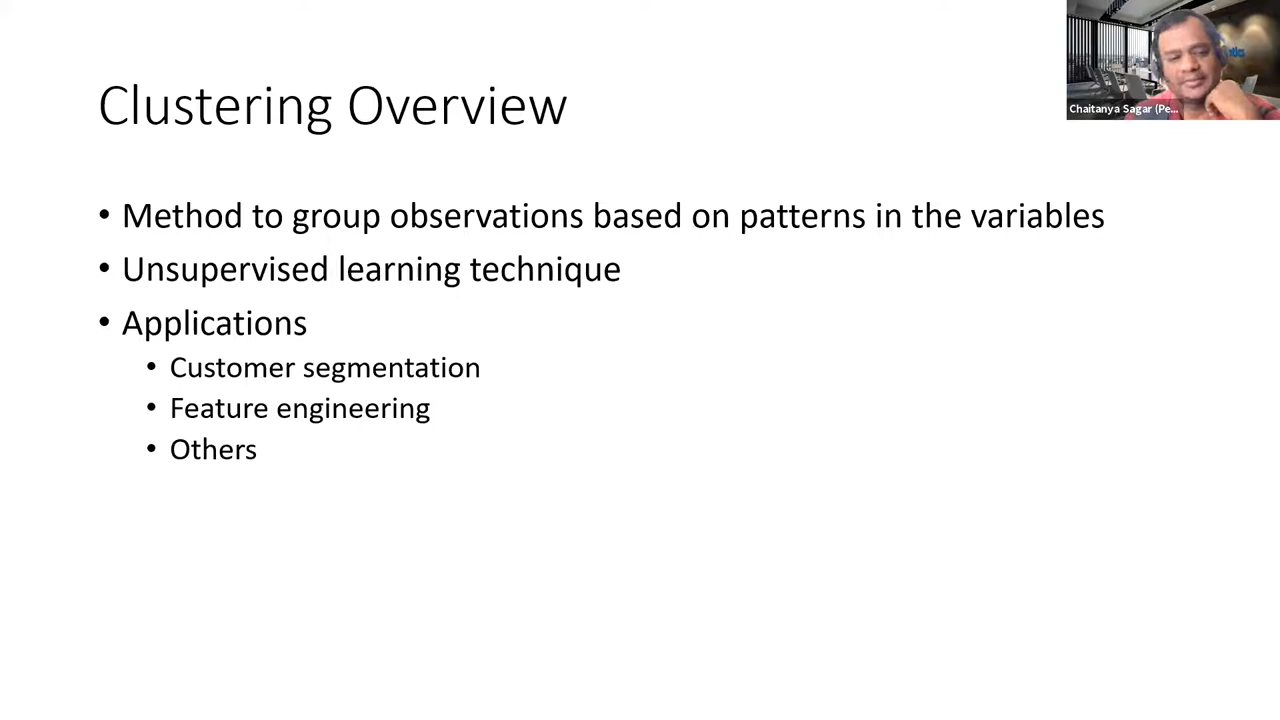 Clustering Overview
• Method to group observations based on patterns in the variables
• Unsupervised learning technique
• Applications
• Customer segmentation
• Feature engineering
• Others
Chaitanya Sagar (Pe...